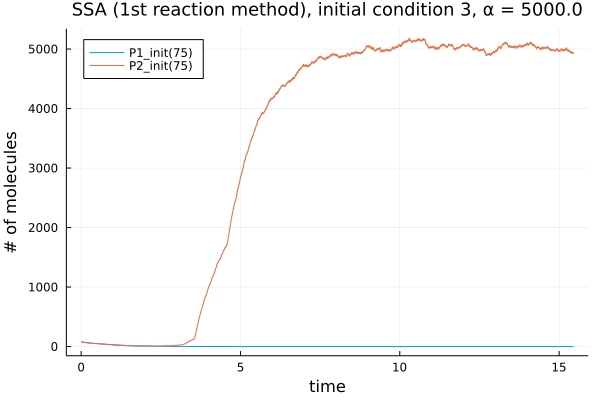 SSA (1st reaction method), initial condition 3, α = 5000.0
P1_init(75)
P2_init(75)
5000
4000
3000
2000
1000
0
# of molecules
0 5 10 15
time